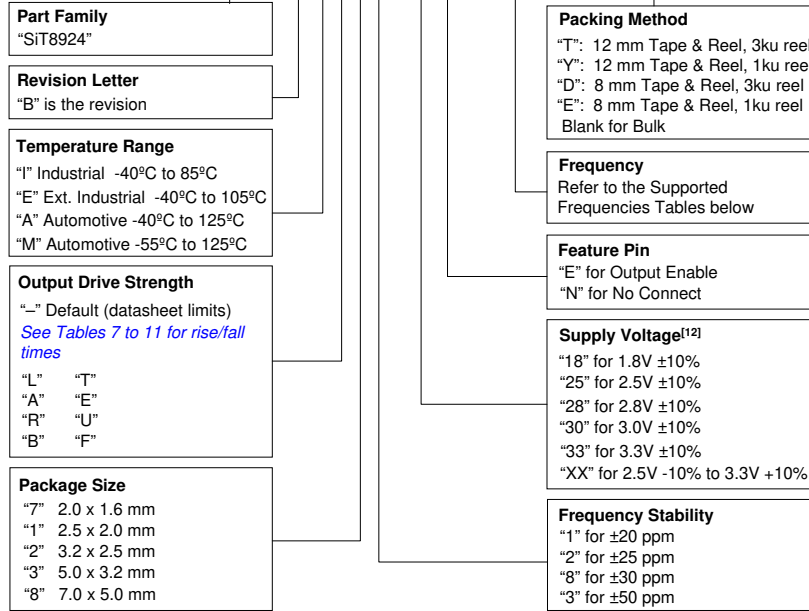 Part Family
“SiT8924”
Revision Letter
“B” is the revision
Temperature Range
“I” Industrial -40ºC to 85ºC
“E” Ext. Industrial -40ºC to 105ºC
“A” Automotive -40ºC to 125ºC
“M” Automotive -55ºC to 125ºC
Output Drive Strength
“–” Default (datasheet limits)
See Tables 7 to 11 for rise/fall
times
“L” “T”
“A” “E”
“R” “U”
“B” “F”
Package Size
“7” 2.0 x 1.6 mm
“1” 2.5 x 2.0 mm
“2” 3.2 x 2.5 mm
“3” 5.0 x 3.2 mm
“8” 7.0 x 5.0 mm
Packing Method
“T”: 12 mm Tape & Reel, 3ku reel
“Y”: 12 mm Tape & Reel, 1ku reel
“D”: 8 mm Tape & Reel, 3ku reel
“E”: 8 mm Tape & Reel, 1ku reel
Blank for Bulk
Frequency
Refer to the Supported
Frequencies Tables below
Feature Pin
“E” for Output Enable
“N” for No Connect
Supply Voltage[12]
“18” for 1.8V ±10%
“25” for 2.5V ±10%
“28” for 2.8V ±10%
“30” for 3.0V ±10%
“33” for 3.3V ±10%
“XX” for 2.5V -10% to 3.3V +10%
Frequency Stability
“1” for ±20 ppm
“2” for ±25 ppm
“8” for ±30 ppm
“3” for ±50 ppm